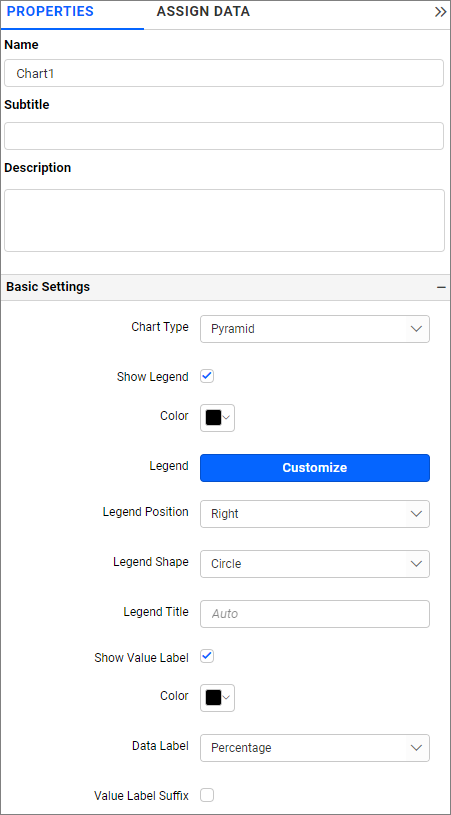 PROPERTIES ASSIGN DATA
Name
Chart1
Subtitle
Description
Basic Settings
Chart Type Pyramid
Show Legend
Color
Legend Customize
Legend Position Right
Legend Shape Circle
Legend Title Auto
Show Value Label
Color
Data Label Percentage
Value Label Suffix